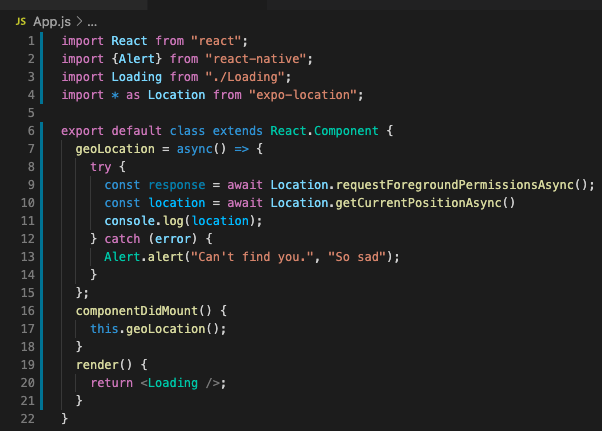 JS App.js > ...
1 import React from "react";
2 import {Alert} from "react-native";
3 import Loading from "./Loading";
4 import * as Location from "expo-location";
5
6 export default class extends React.Component {
7   geoLocation = async() => {
8     try {
9       const response = await Location.requestForegroundPermissionsAsync();
10       const location = await Location.getCurrentPositionAsync()
11       console.log(location);
12     } catch (error) {
13       Alert.alert("Can't find you.", "So sad");
14     }
15   };
16   componentDidMount() {
17     this.geoLocation();
18   }
19   render() {
20     return <Loading />;
21   }
22 }